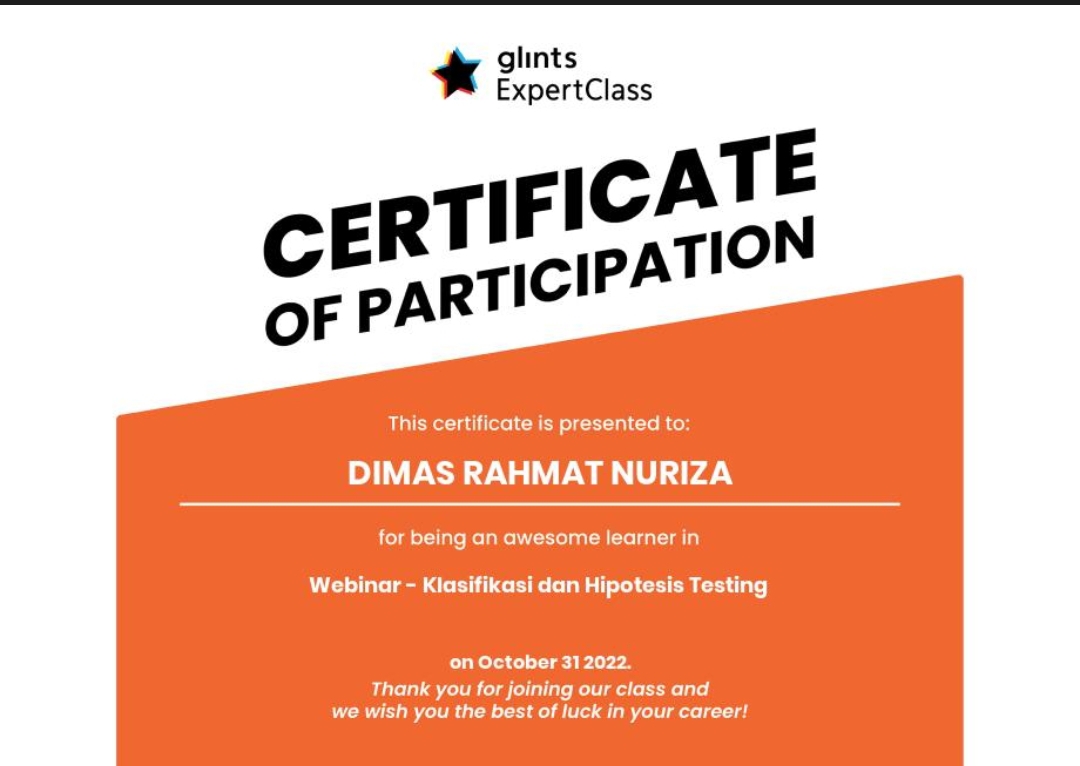 glints
ExpertClass
CERTIFICATE
OF PARTICIPATION
This certificate is presented to:
DIMAS RAHMAT NURIZA
for being an awesome learner in
Webinar - Klasifikasi dan Hipotesis Testing
on October 31 2022.
Thank you for joining our class and
we wish you the best of luck in your career!